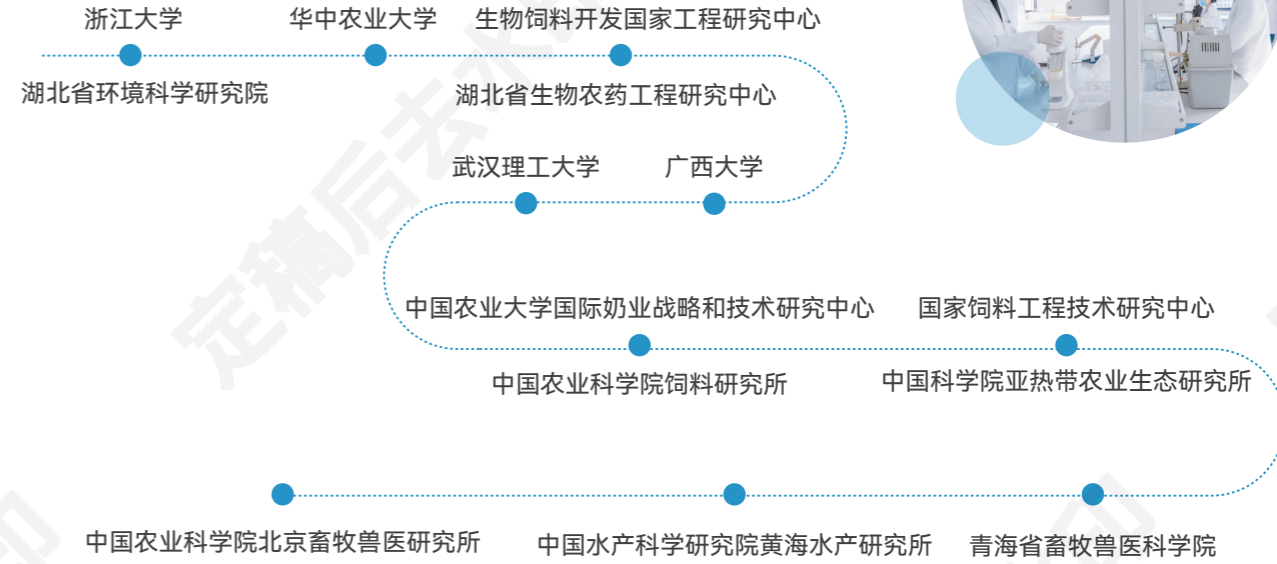 浙江大学
华中农业大学
生物饲料开发国家工程研究中心
湖北省环境科学研究院
湖北省生物农药工程研究中心
武汉理工大学
广西大学
中国农业大学国际奶业战略和技术研究中心
国家饲料工程技术研究中心
中国农业科学院饲料研究所
中国科学院亚热带农业生态研究所
中国农业科学院北京畜牧兽医研究所
中国水产科学研究院黄海水产研究所
青海省畜牧兽医科学院
定稿后去水印
印
印